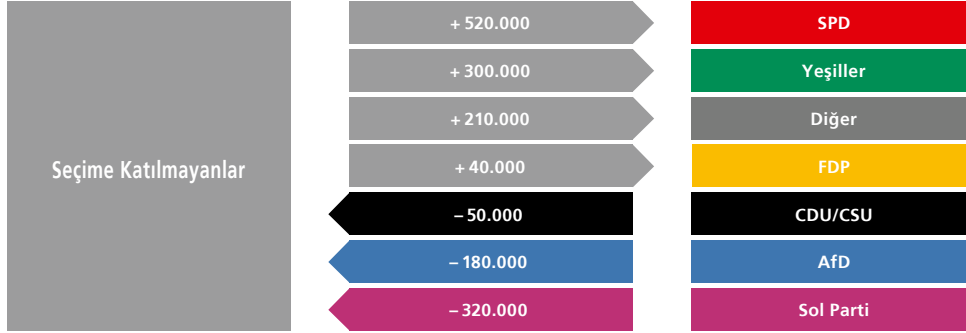 + 520.000 SPD
+ 300.000 Yeşiller
+ 210.000 Diğer
Seçime Katılmayanlar
+ 40.000 FDP
– 50.000 CDU/CSU
– 180.000 AfD
– 320.000 Sol Parti